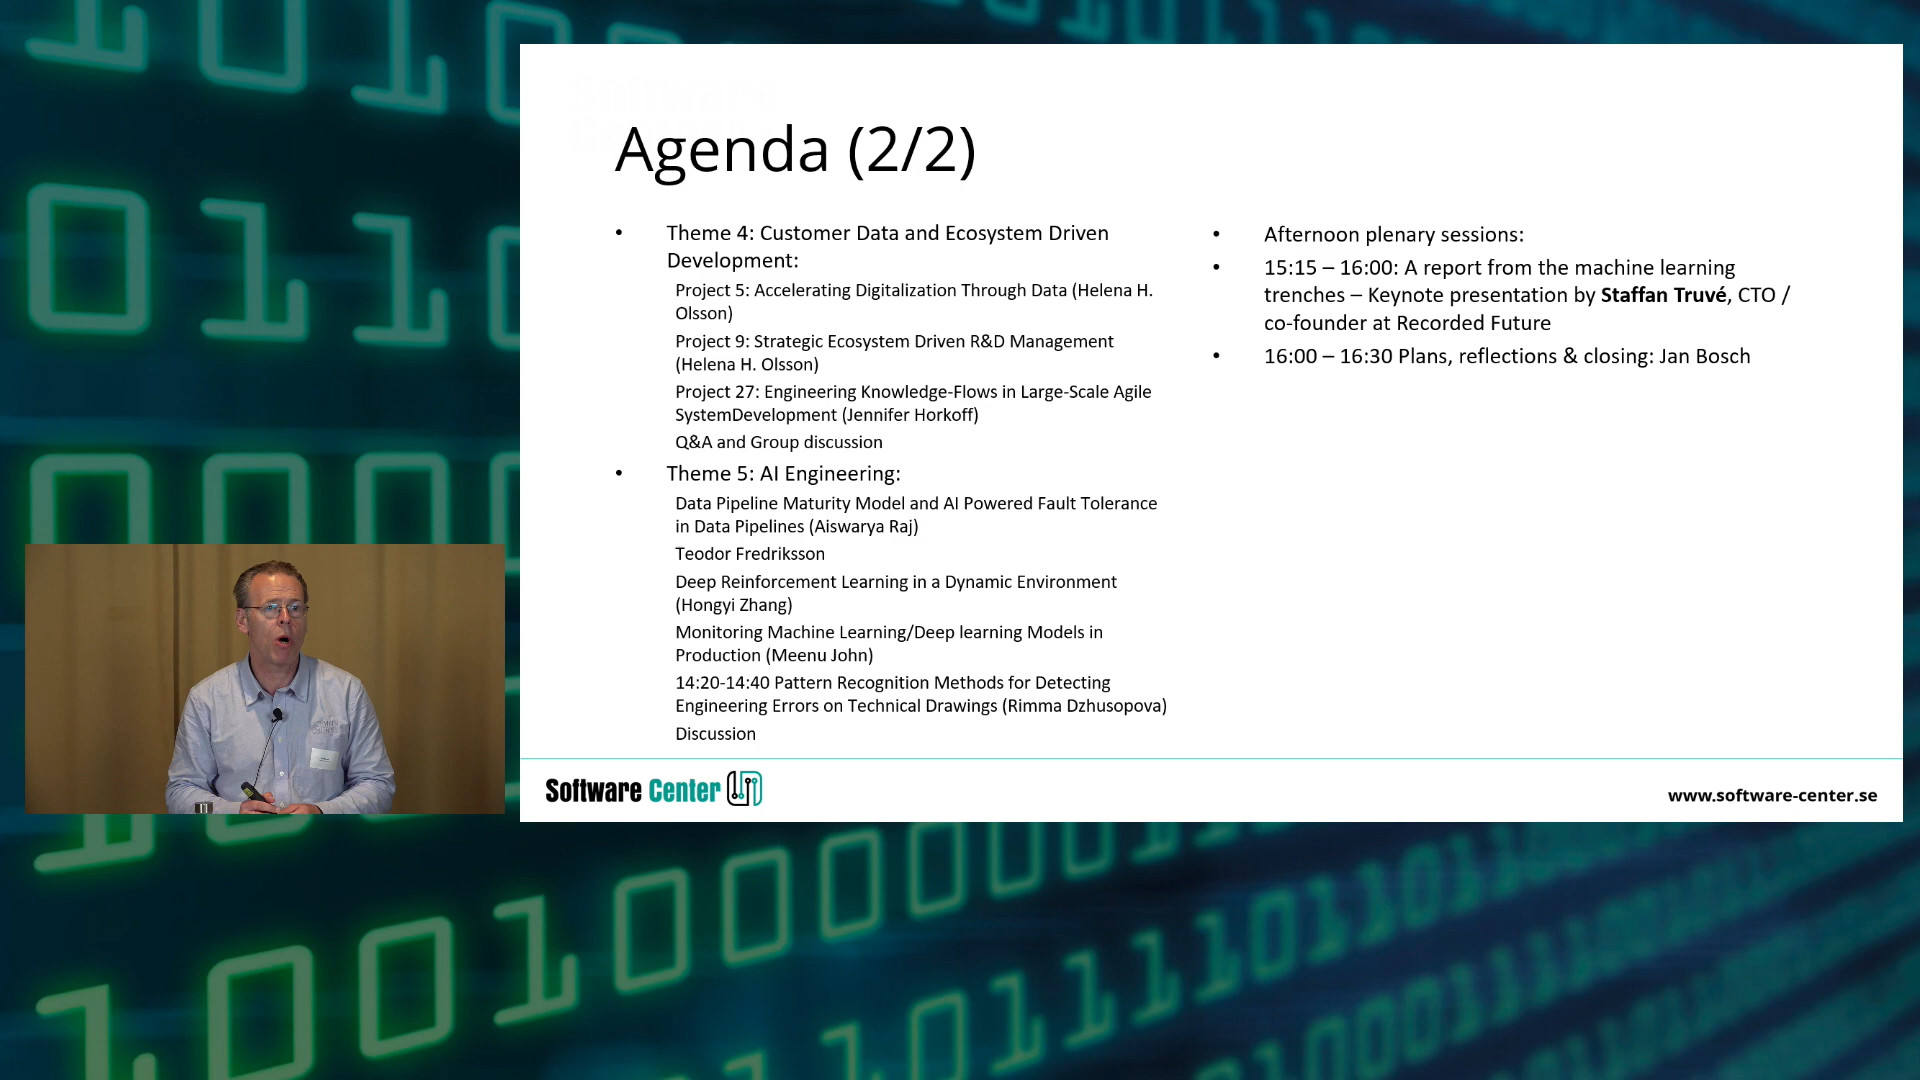 Agenda (2/2)
• Theme 4: Customer Data and Ecosystem Driven
Development:
Project 5: Accelerating Digitalization Through Data (Helena H.
Olsson)
Project 9: Strategic Ecosystem Driven R&D Management
(Helena H. Olsson)
Project 27: Engineering Knowledge-Flows in Large-Scale Agile
SystemDevelopment (Jennifer Horkoff)
Q&A and Group discussion
• Theme 5: AI Engineering:
Data Pipeline Maturity Model and AI Powered Fault Tolerance
in Data Pipelines (Aiswarya Raj)
Teodor Fredriksson
Deep Reinforcement Learning in a Dynamic Environment
(Hongyi Zhang)
Monitoring Machine Learning/Deep learning Models in
Production (Meenu John)
14:20-14:40 Pattern Recognition Methods for Detecting
Engineering Errors on Technical Drawings (Rimma Dzhusopova)
Discussion
• Afternoon plenary sessions:
• 15:15 – 16:00: A report from the machine learning
trenches – Keynote presentation by Staffan Truvé, CTO /
co-founder at Recorded Future
• 16:00 – 16:30 Plans, reflections & closing: Jan Bosch
Software Center
www.software-center.se